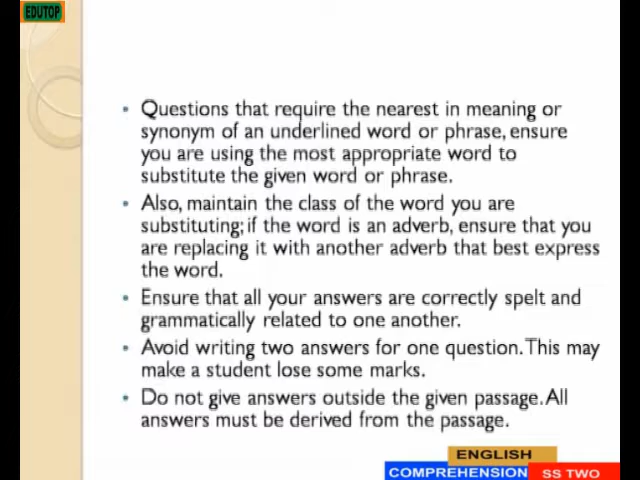 EDUTOP
• Questions that require the nearest in meaning or
synonym of an underlined word or phrase, ensure
you are using the most appropriate word to
substitute the given word or phrase.
• Also, maintain the class of the word you are
substituting; if the word is an adverb, ensure that you
are replacing it with another adverb that best express
the word.
• Ensure that all your answers are correctly spelt and
grammatically related to one another.
• Avoid writing two answers for one question. This may
make a student lose some marks.
• Do not give answers outside the given passage. All
answers must be derived from the passage.
ENGLISH
COMPREHENSION SS TWO